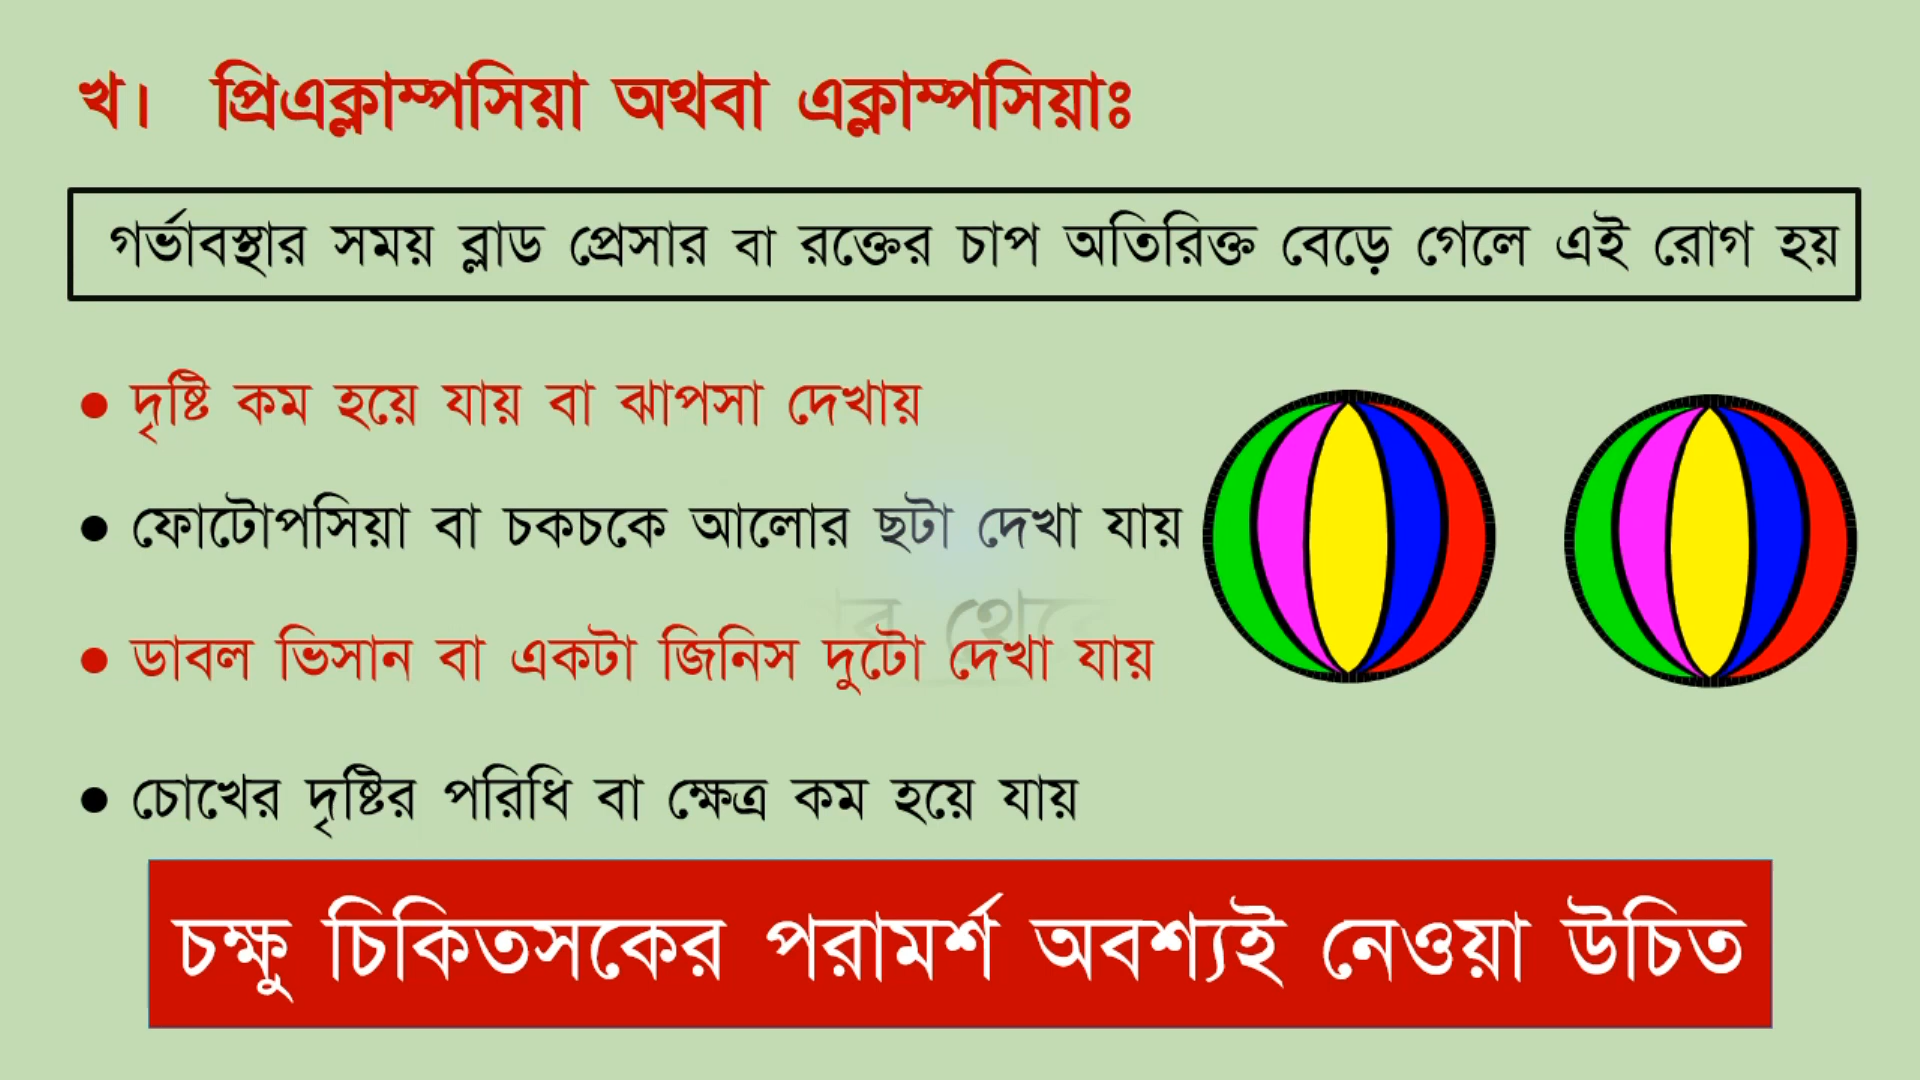 খ। প্রিএক্লাম্পসিয়া অথবা এক্লাম্পসিয়াঃ
গর্ভাবস্থার সময় ব্লাড প্রেসার বা রক্তের চাপ অতিরিক্ত বেড়ে গেলে এই রোগ হয়
• দৃষ্টি কম হয়ে যায় বা ঝাপসা দেখায়
• ফোটোপসিয়া বা চকচকে আলোর ছটা দেখা যায়
• ডাবল ভিসান বা একটা জিনিস দুটো দেখা যায়
• চোখের দৃষ্টির পরিধি বা ক্ষেত্র কম হয়ে যায়
চক্ষু চিকিতসকের পরামর্শ অবশ্যই নেওয়া উচিত